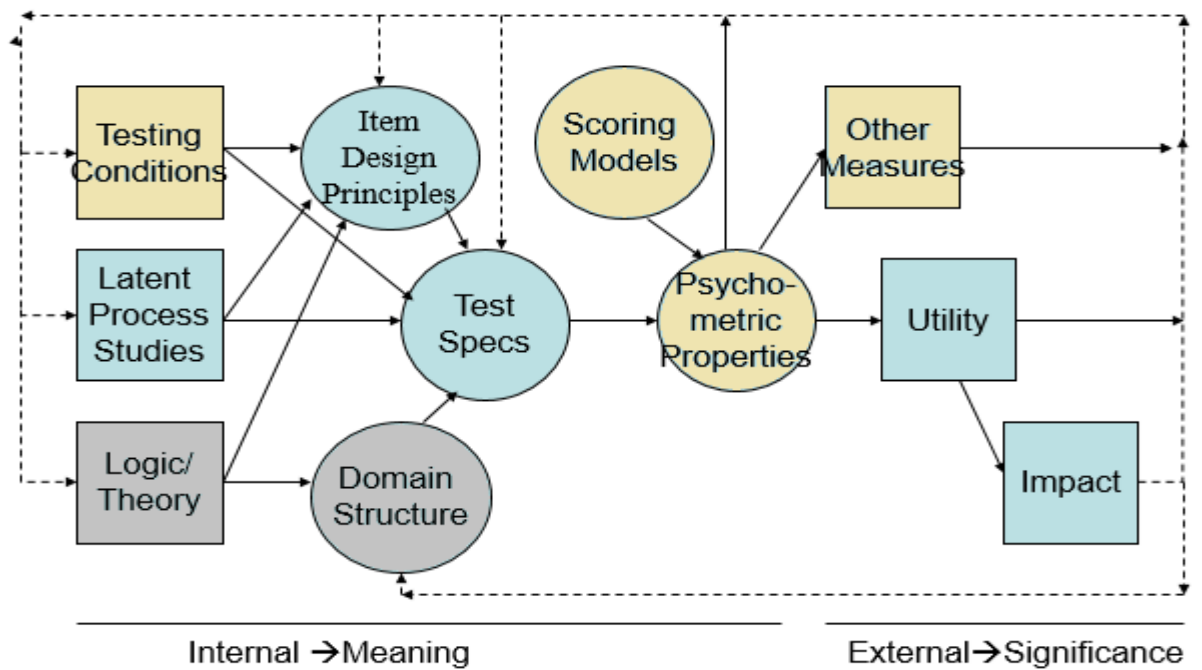 Testing
Conditions
Item
Design
Principles
Scoring
Models
Other
Measures
Latent
Process
Studies
Test
Specs
Psycho-
metric
Properties
Utility
Logic/
Theory
Domain
Structure
Impact
Internal →Meaning
External→Significance